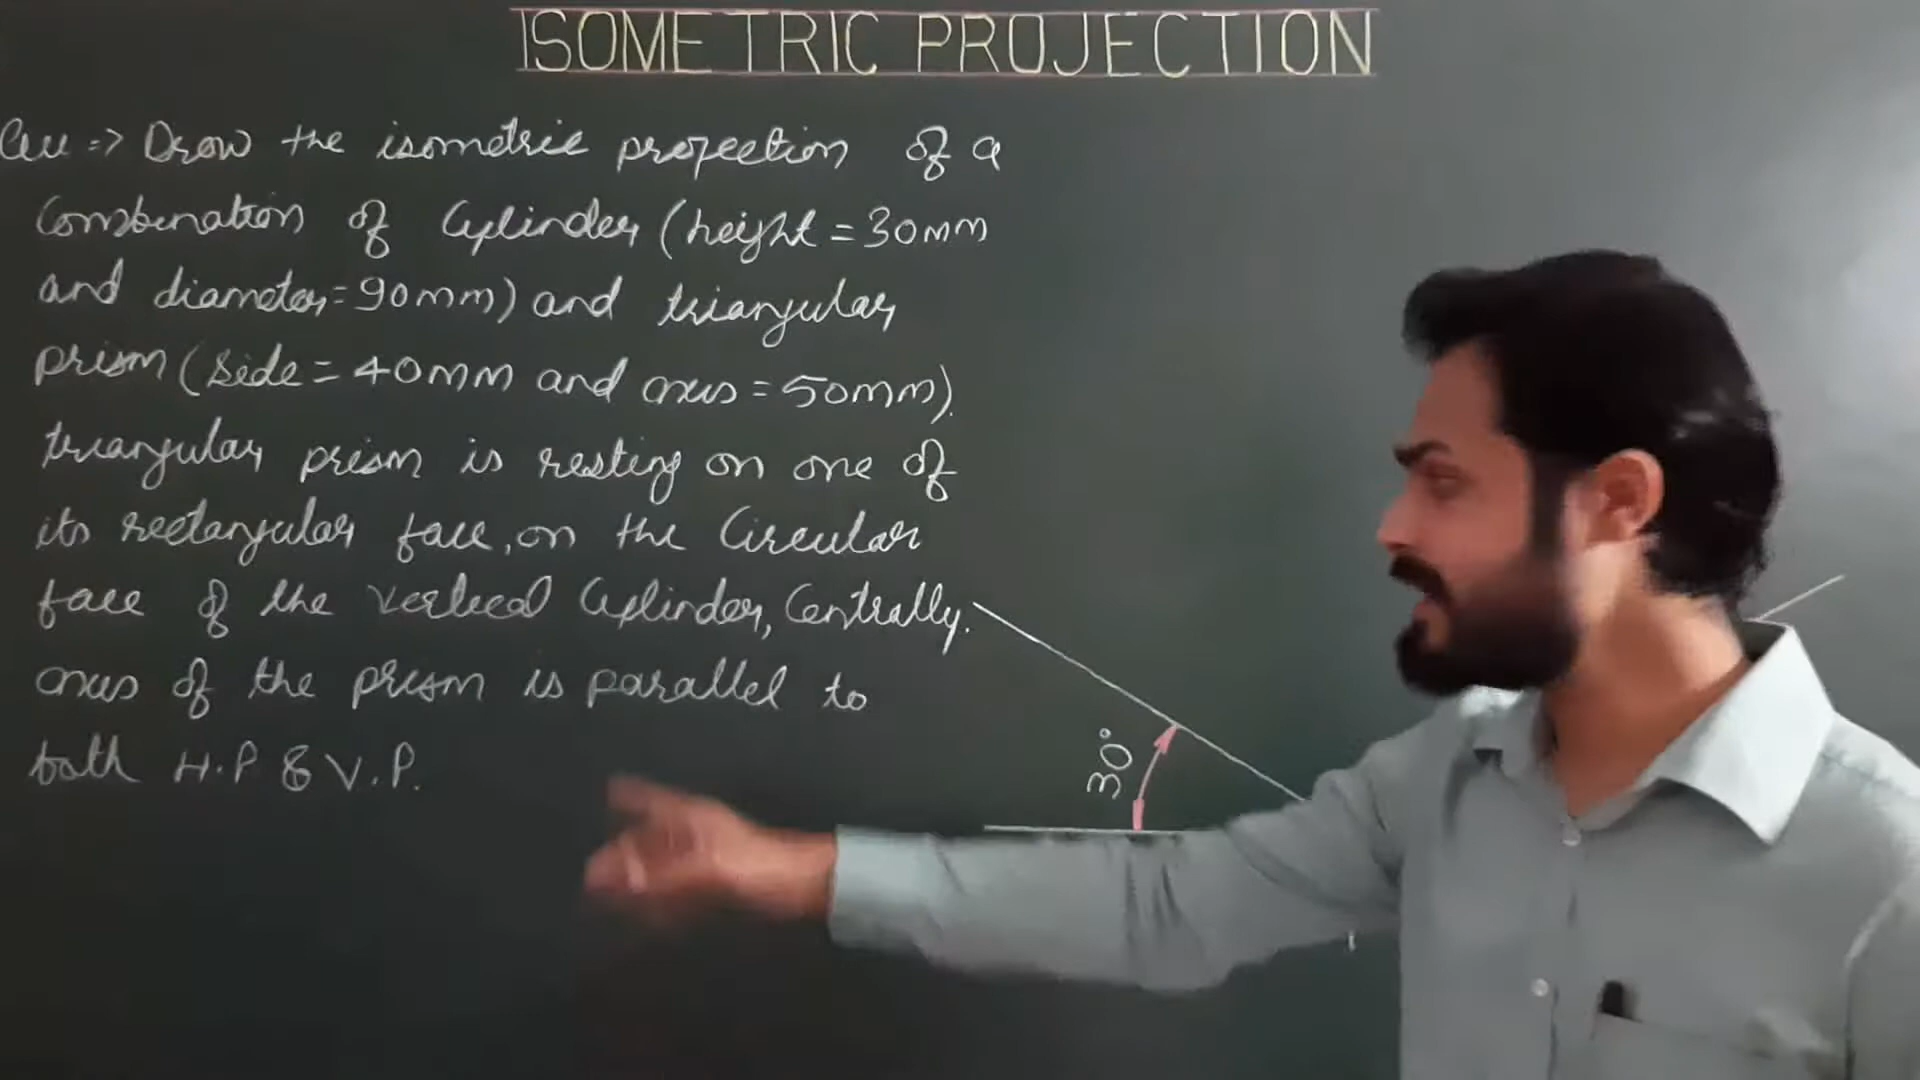 ISOMETRIC PROJECTION
Que => Draw the isometric projection of a
Combination of Cylinder (height = 30mm
and diameter = 90mm) and triangular
prism (side = 40mm and axis = 50mm).
triangular prism is resting on one of
its rectangular face, on the Circular
face of the vertical Cylinder, Centrally.
axis of the prism is parallel to
both H.P & V.P.
30°